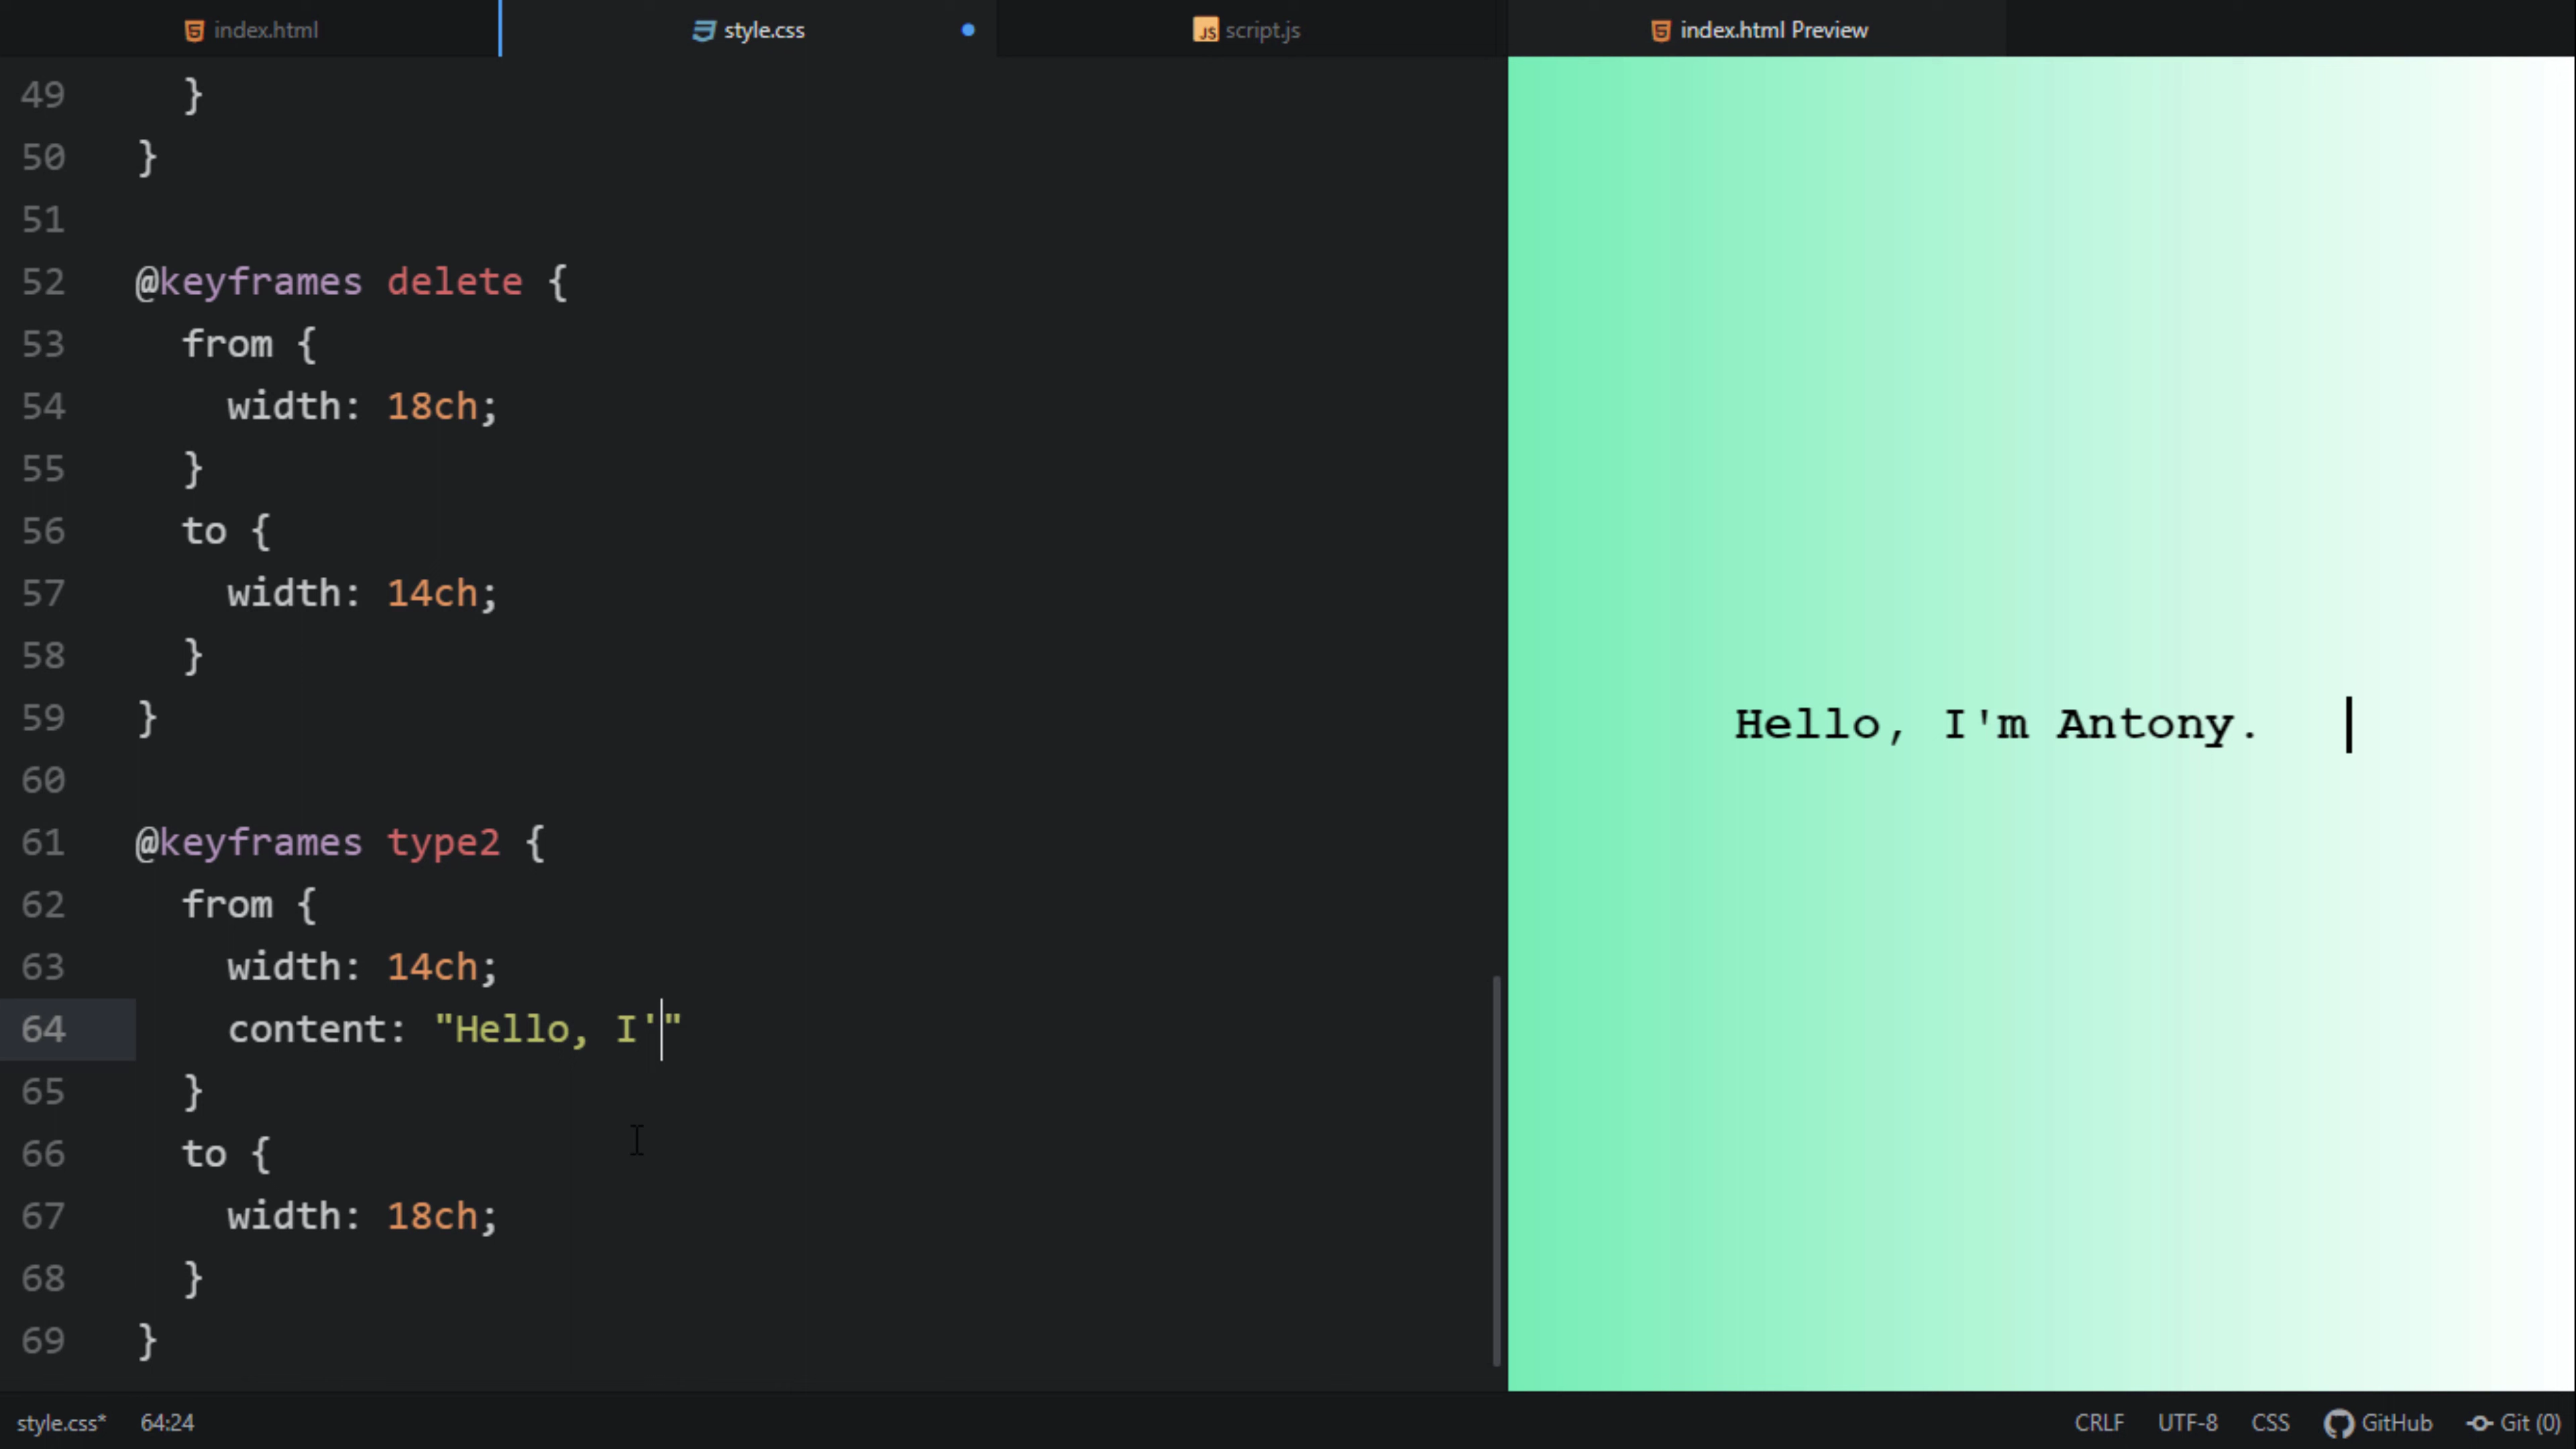 index.html
style.css
script.js
index.html Preview
49 }
50 }
51
52 @keyframes delete {
53 from {
54 width: 18ch;
55 }
56 to {
57 width: 14ch;
58 }
59 }
60
61 @keyframes type2 {
62 from {
63 width: 14ch;
64 content: "Hello, I'"
65 }
66 to {
67 width: 18ch;
68 }
69 }
Hello, I'm Antony.
style.css* 64:24 CRLF UTF-8 CSS GitHub Git (0)